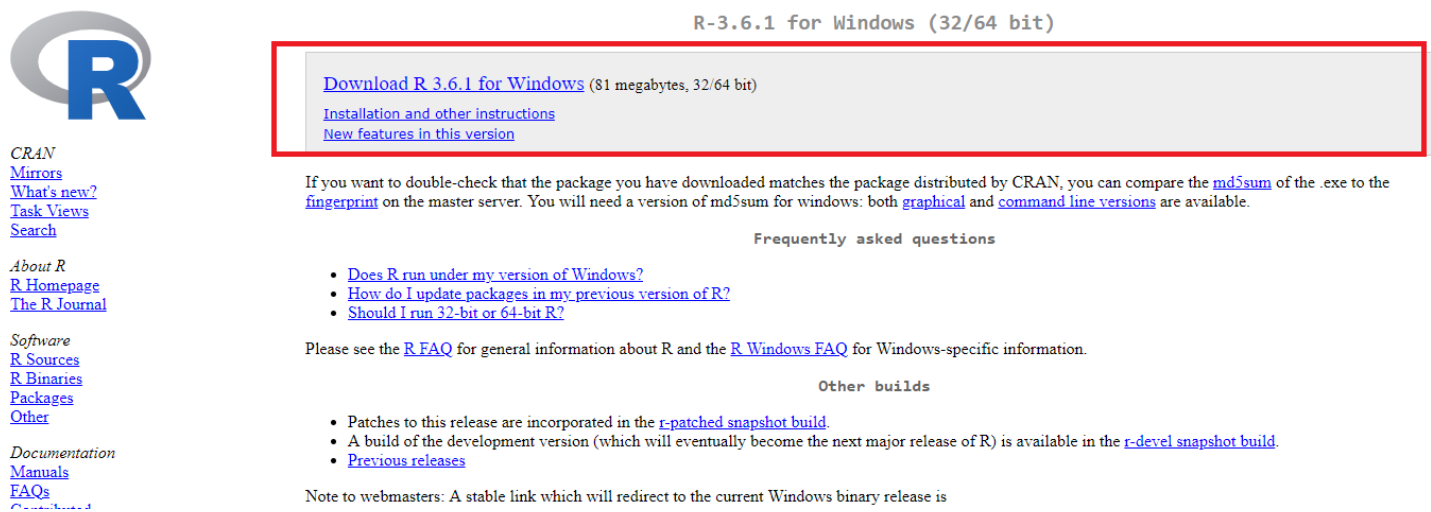 R
CRAN
Mirrors
What's new?
Task Views
Search
About R
R Homepage
The R Journal
Software
R Sources
R Binaries
Packages
Other
Documentation
Manuals
FAQs
R-3.6.1 for Windows (32/64 bit)
Download R 3.6.1 for Windows (81 megabytes, 32/64 bit)
Installation and other instructions
New features in this version
If you want to double-check that the package you have downloaded matches the package distributed by CRAN, you can compare the md5sum of the .exe to the
fingerprint on the master server. You will need a version of md5sum for windows: both graphical and command line versions are available.
Frequently asked questions
• Does R run under my version of Windows?
• How do I update packages in my previous version of R?
• Should I run 32-bit or 64-bit R?
Please see the R FAQ for general information about R and the R Windows FAQ for Windows-specific information.
Other builds
• Patches to this release are incorporated in the r-patched snapshot build.
• A build of the development version (which will eventually become the next major release of R) is available in the r-devel snapshot build.
• Previous releases
Note to webmasters: A stable link which will redirect to the current Windows binary release is